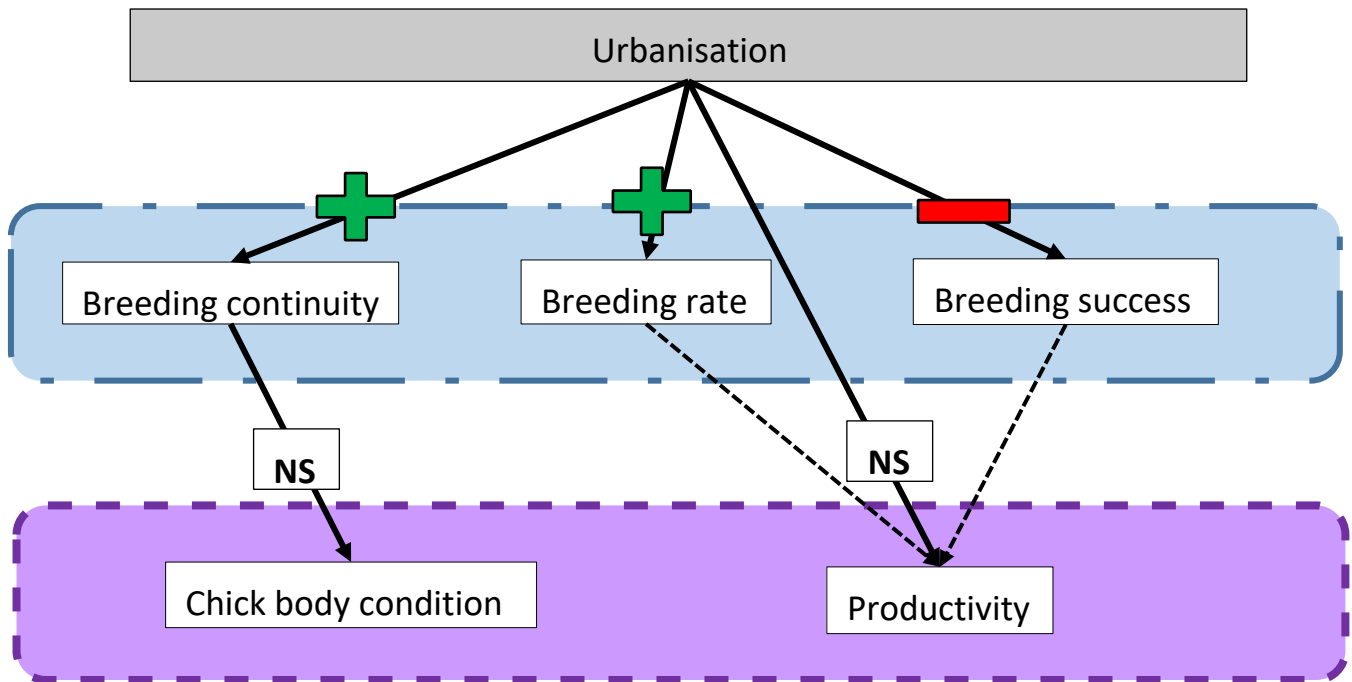 Urbanisation
Breeding continuity
Breeding rate
Breeding success
NS
NS
Chick body condition
Productivity